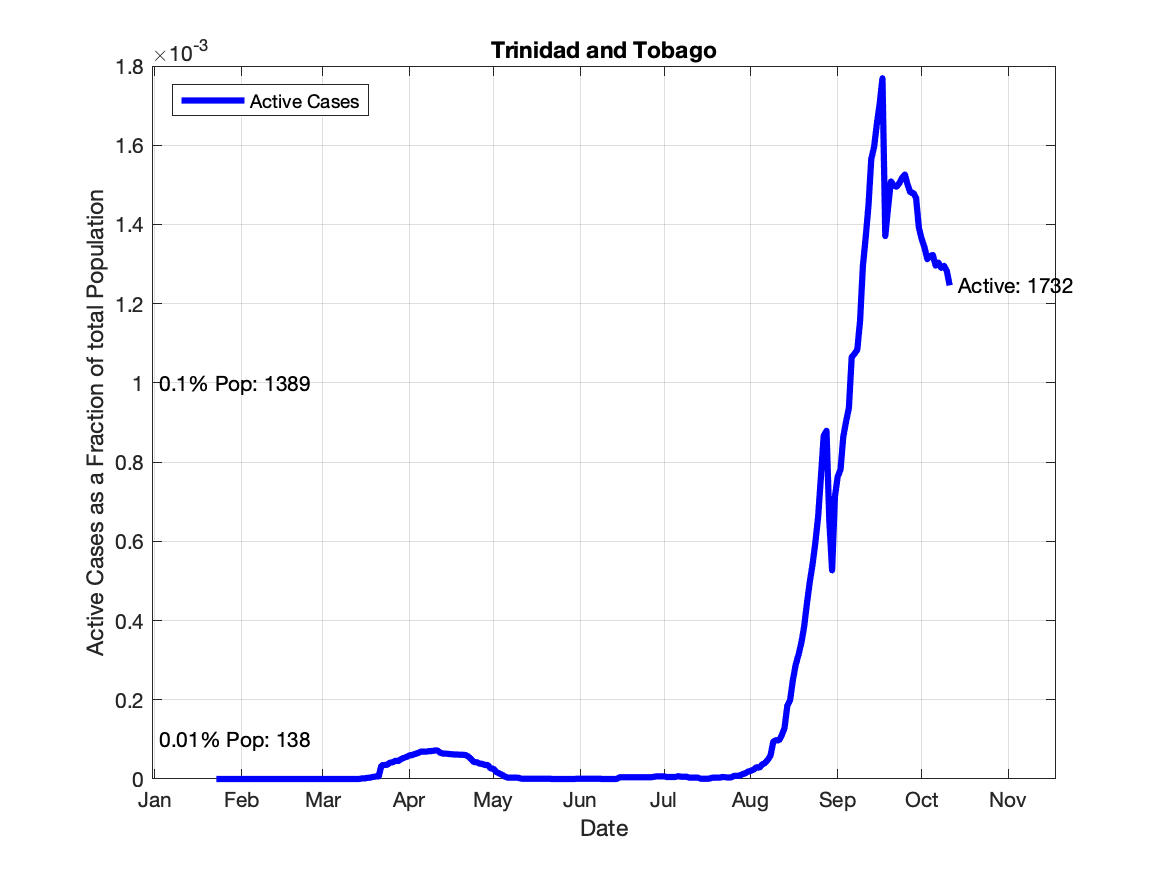 Trinidad and Tobago
×10-3
Active Cases
1.8
1.6
1.4
1.2
1
0.8
0.6
0.4
0.2
0
Active Cases as a Fraction of total Population
Active: 1732
0.1% Pop: 1389
0.01% Pop: 138
Jan Feb Mar Apr May Jun Jul Aug Sep Oct Nov
Date